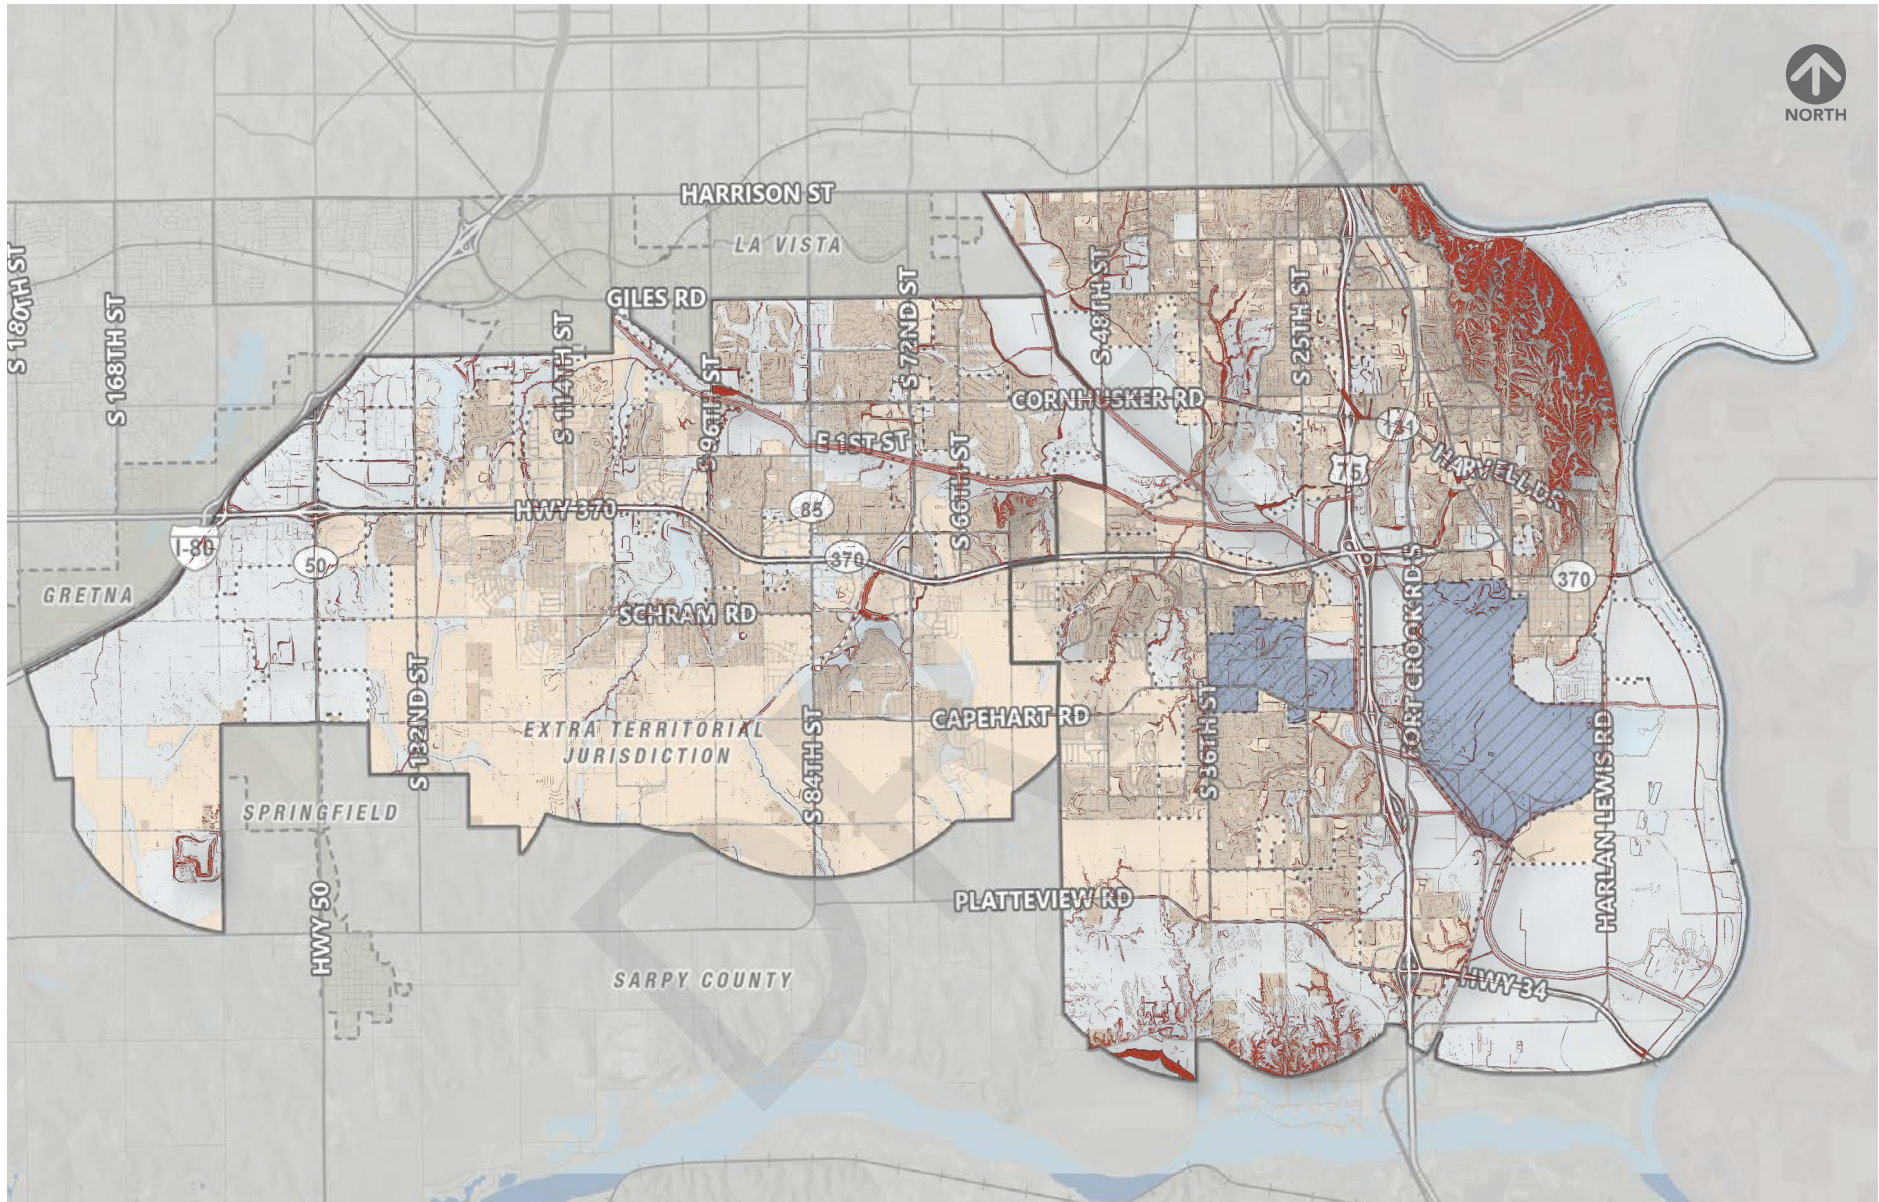 NORTH
HARRISON ST
LA VISTA
S 180TH ST
S 168TH ST
GILES RD
S 114TH ST
S 96TH ST
S 72ND ST
S 48TH ST
S 25TH ST
CORNHUSKER RD
E 1ST ST
S 66TH ST
75
HARVELL DR
HWY 370
85
I-80
50
370
370
GRETNA
SCHRAM RD
FORT CROOK RD S
S 132ND ST
EXTRA TERRITORIAL
JURISDICTION
S 84TH ST
CAPEHART RD
S 36TH ST
HARLAN LEWIS RD
SPRINGFIELD
HWY 50
PLATTEVIEW RD
SARPY COUNTY
HWY 34
DRAFT